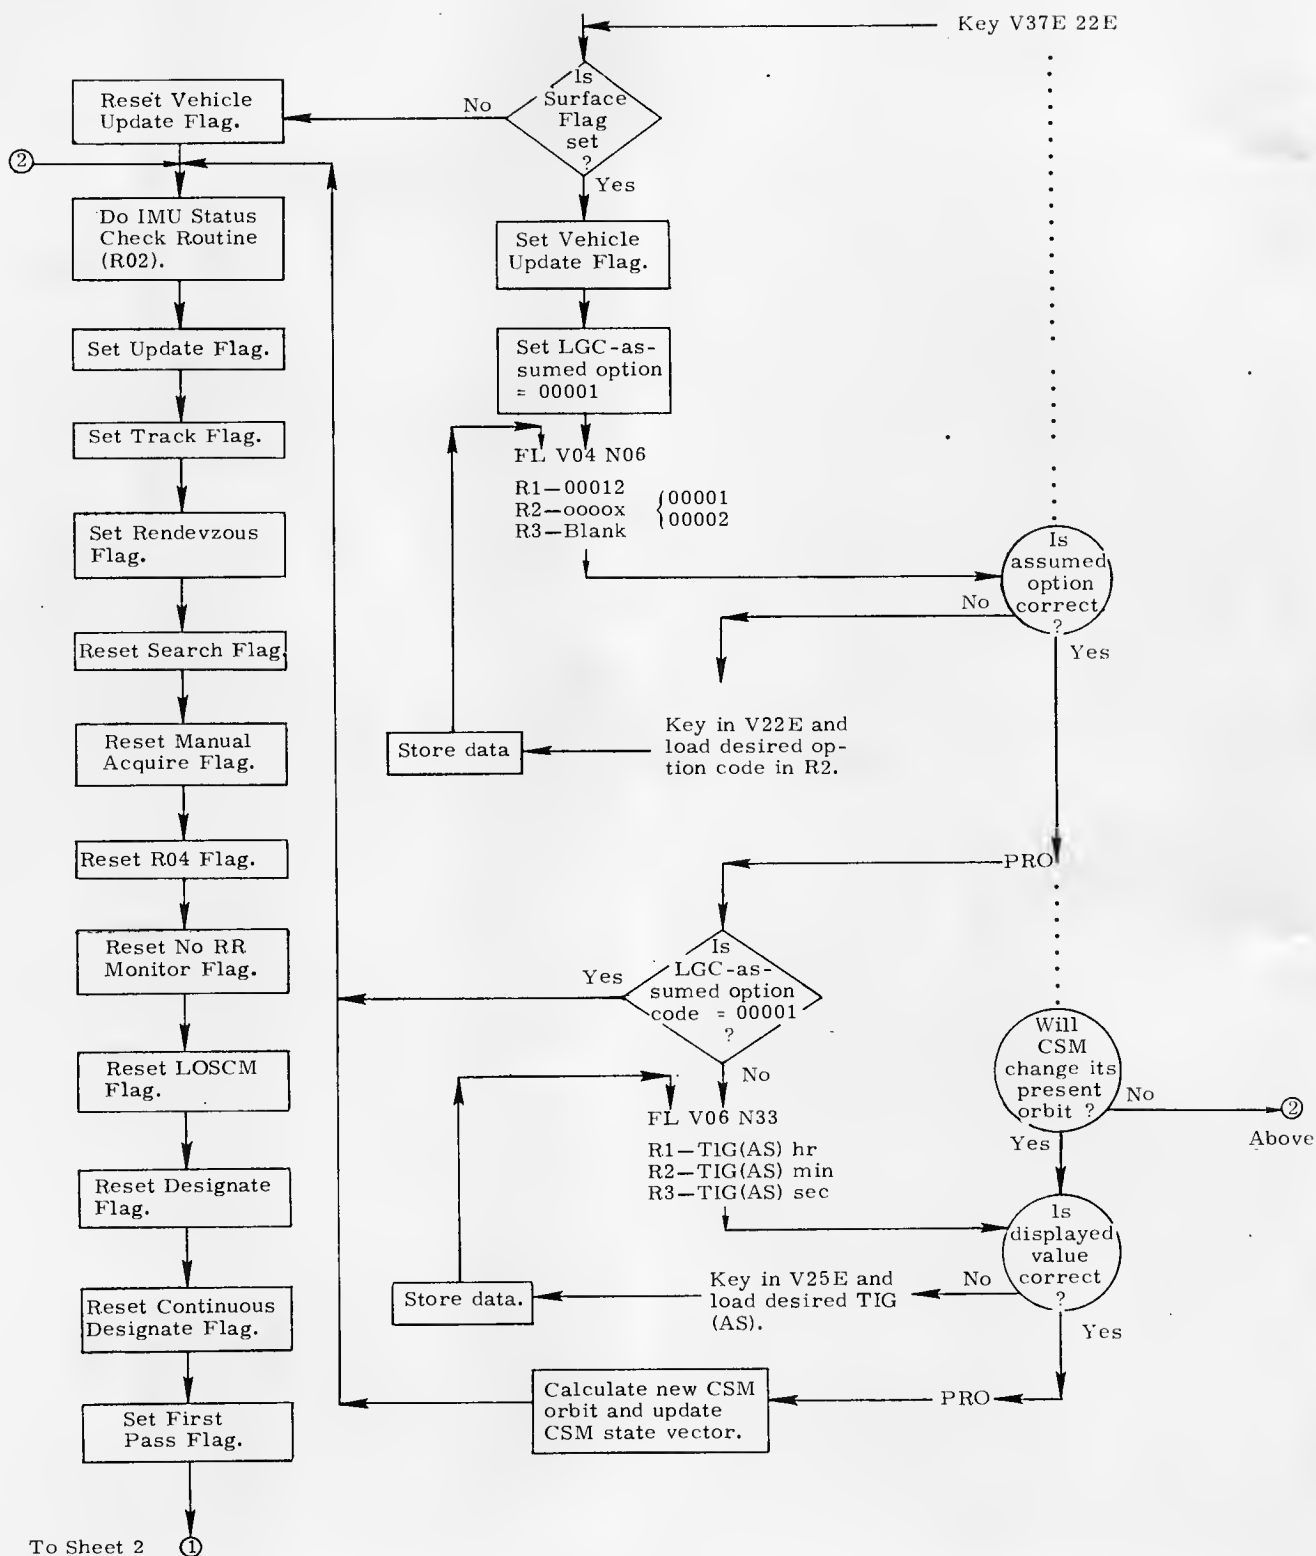 Key V37E 22E
Is
Surface
Flag
set
?
No
Yes
Reset Vehicle
Update Flag.
②
Do IMU Status
Check Routine
(R02).
Set Update Flag.
Set Track Flag.
Set Rendevzous
Flag.
Reset Search Flag.
Reset Manual
Acquire Flag.
Reset R04 Flag.
Reset No RR
Monitor Flag.
Reset LOSCM
Flag.
Reset Designate
Flag.
Reset Continuous
Designate Flag.
Set First
Pass Flag.
To Sheet 2 ①
Set Vehicle
Update Flag.
Set LGC-as-
sumed option
= 00001
FL V04 N06
R1—00012
R2—oooox {00001
R3—Blank {00002
Is
assumed
option
correct
?
No
Yes
Key in V22E and
load desired op-
tion code in R2.
Store data
PRO
Is
LGC-as-
sumed option
code = 00001
?
Yes
No
FL V06 N33
R1—TIG(AS) hr
R2—TIG(AS) min
R3—TIG(AS) sec
Will
CSM
change its
present
orbit ?
No
②
Above
Yes
Is
displayed
value
correct
?
No
Yes
Key in V25E and
load desired TIG
(AS).
Store data.
PRO
Calculate new CSM
orbit and update
CSM state vector.